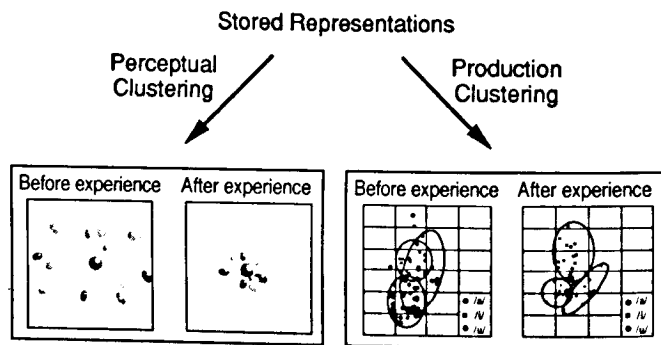 Stored Representations
Perceptual
Clustering
Production
Clustering
Before experience
After experience
Before experience
After experience
/a/
/i/
/u/
/a/
/i/
/u/